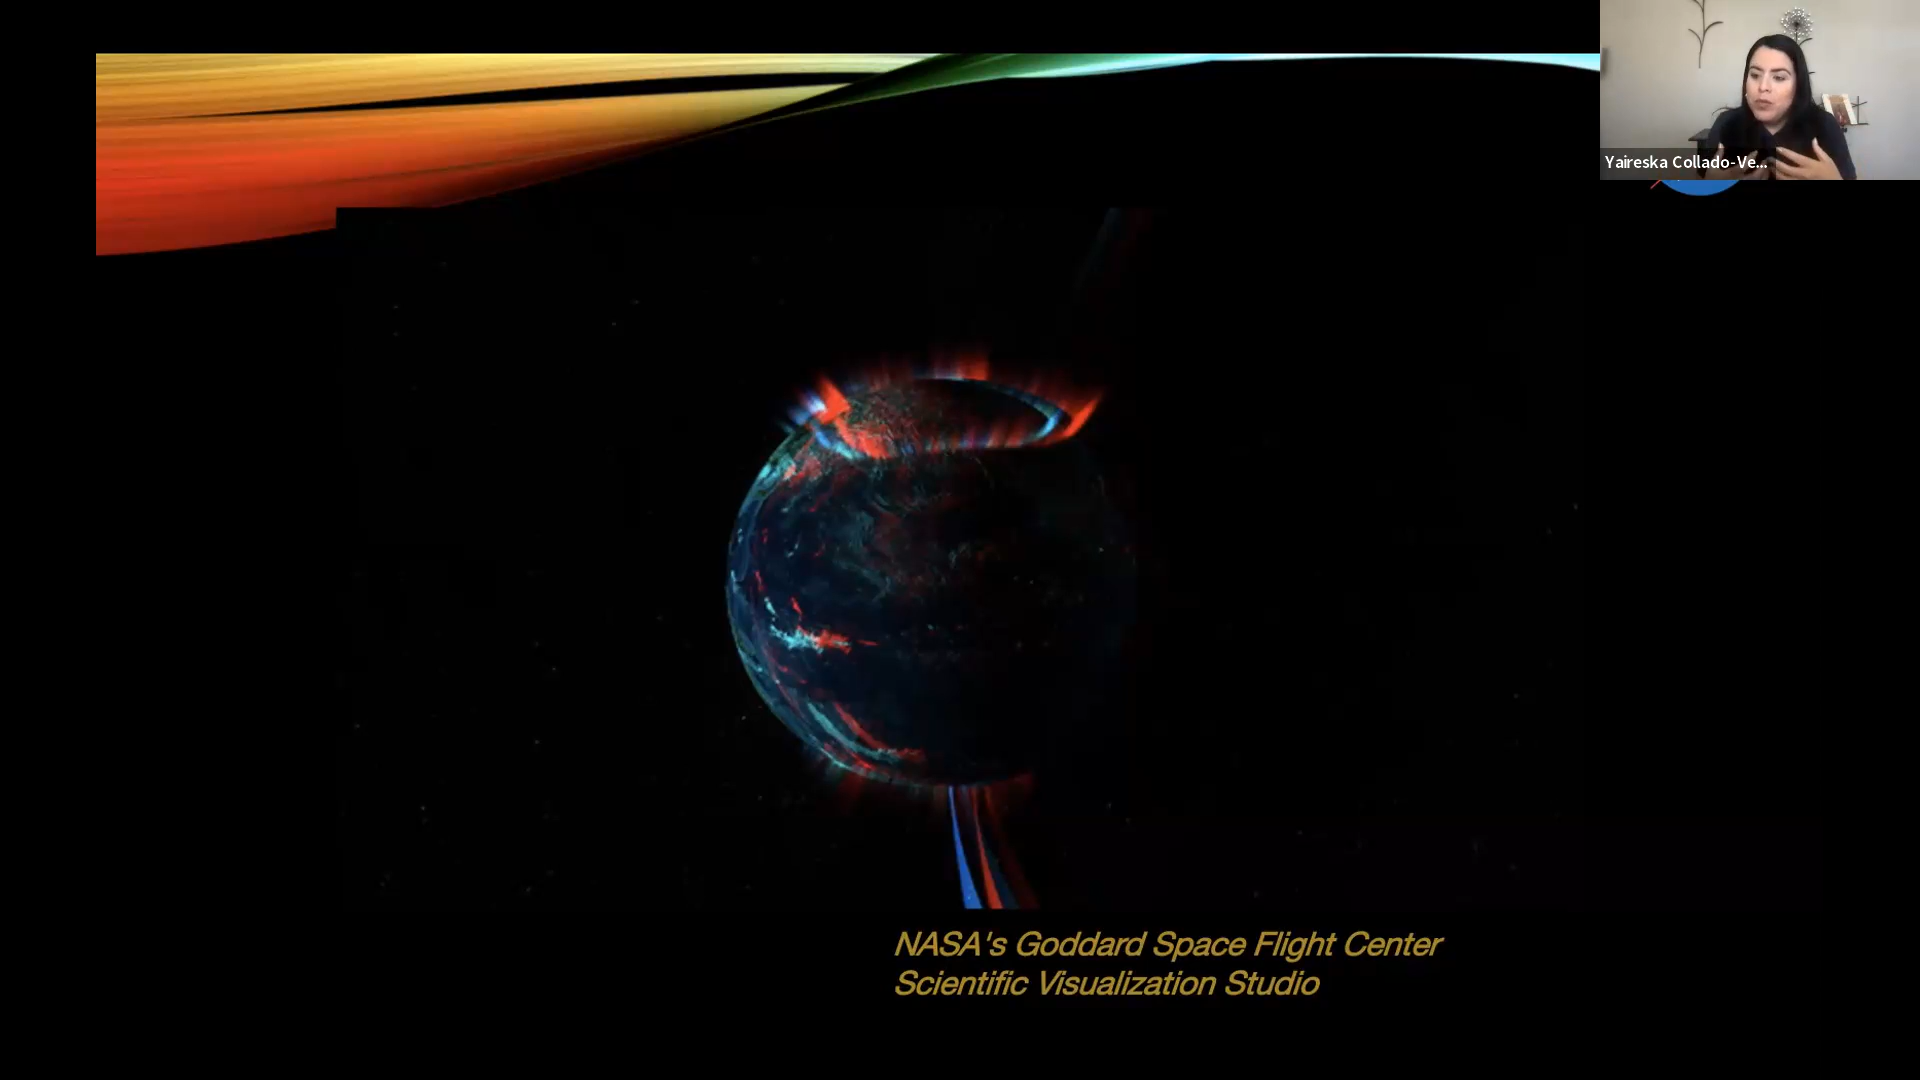 Yaireska Collado-Ve...
NASA's Goddard Space Flight Center
Scientific Visualization Studio